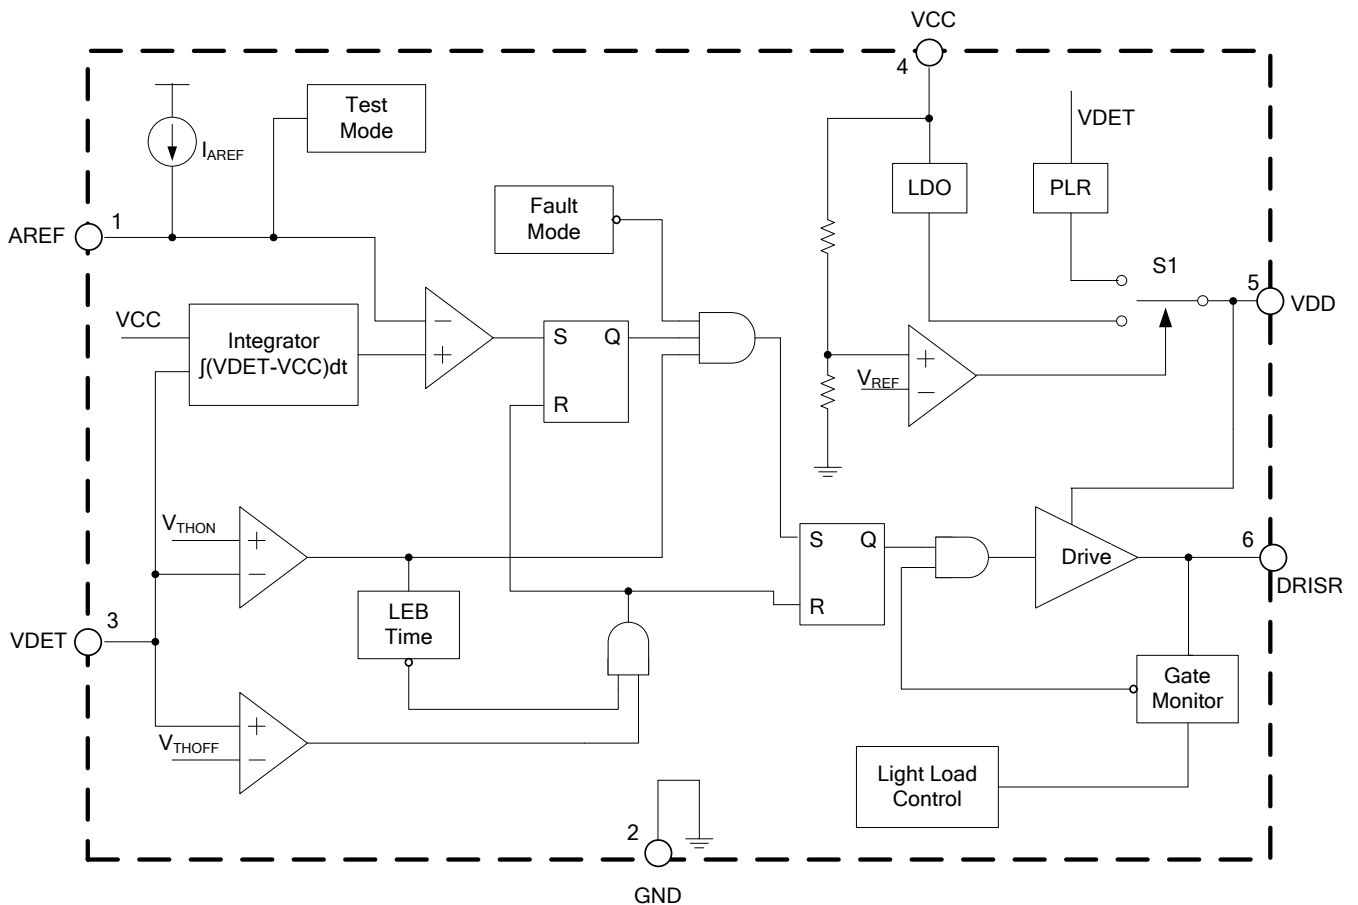 VCC
4
Test
Mode
I_AREF
VDET
LDO
PLR
Fault
Mode
1
AREF
S1
5
VDD
VCC
Integrator
∫(VDET-VCC)dt
−
+
S
Q
R
+
V_REF
−
V_THON
+
−
S
Q
R
Drive
6
DRISR
LEB
Time
3
VDET
Gate
Monitor
+
V_THOFF
−
Light Load
Control
2
GND